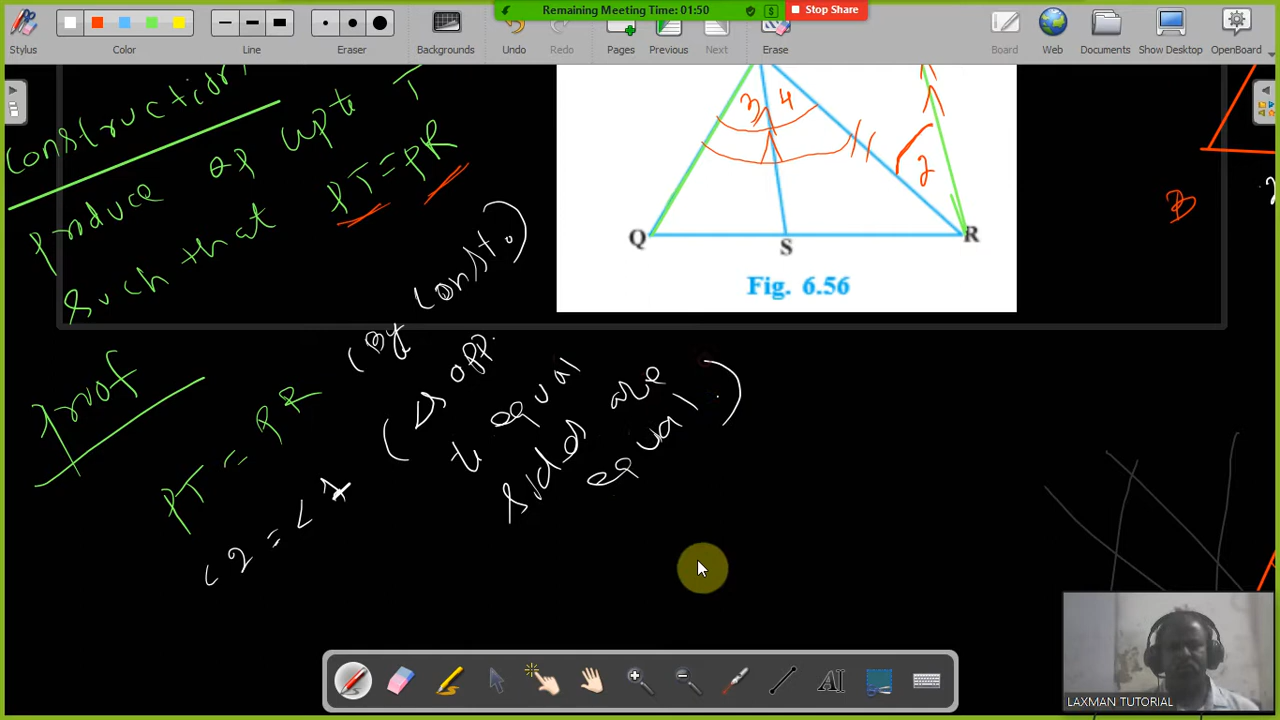 Remaining Meeting Time: 01:50
Stop Share
Stylus
Color
Line
Eraser
Backgrounds
Undo
Redo
Pages
Previous
Next
Erase
Board
Web
Documents
Show Desktop
OpenBoard
Construction,
produce QP upto T
such that PT=PR
3 4
2
Q
S
R
Fig. 6.56
B
Proof
PT = PR (By Const.)
∠2 = ∠1 (∠s opp.
to equal
sides are
equal.)
LAXMAN TUTORIAL